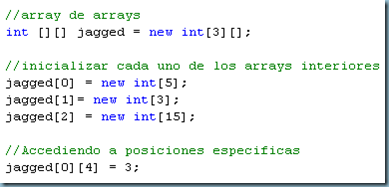 //array de arrays
int [][] jagged = new int[3][];
//inicializar cada uno de los arrays interiores
jagged[0] = new int[5];
jagged[1]= new int[3];
jagged[2] = new int[15];
//Accediendo a posiciones especificas
jagged[0][4] = 3;